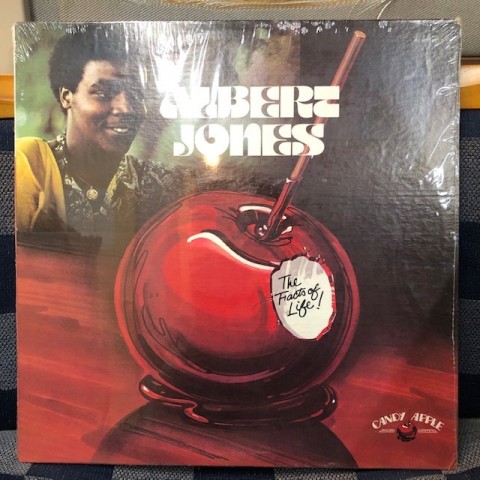 ALBERT
JONES
The
Facts of
Life!
CANDY APPLE